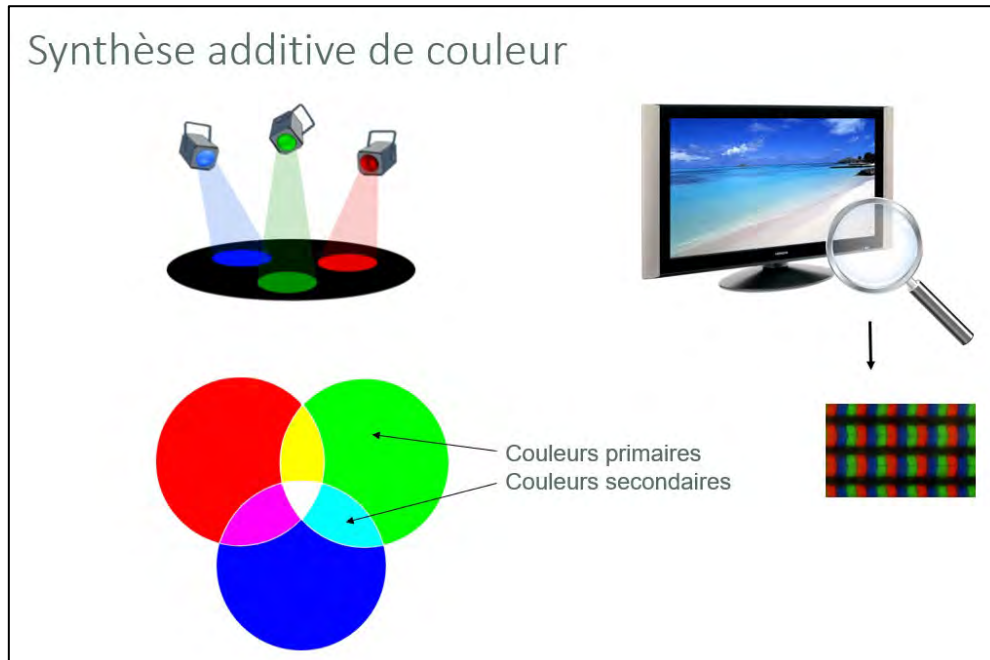 Synthèse additive de couleur
Couleurs primaires
Couleurs secondaires